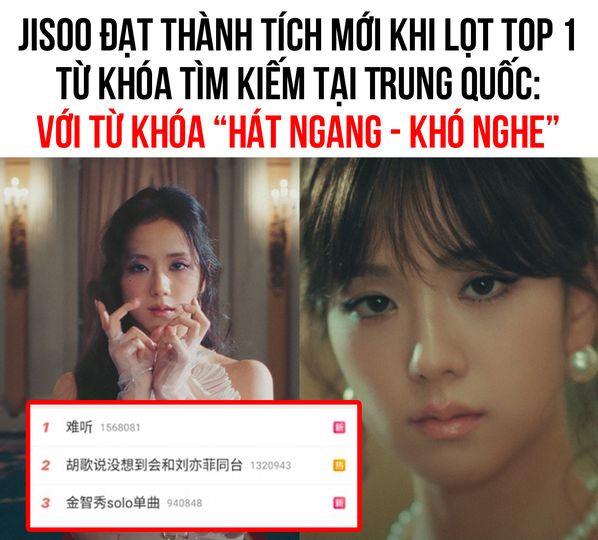 JISOO ĐẠT THÀNH TÍCH MỚI KHI LỌT TOP 1
TỪ KHÓA TÌM KIẾM TẠI TRUNG QUỐC:
VỚI TỪ KHÓA “HÁT NGANG - KHÓ NGHE”
1 难听 1568081 新
2 胡歌说没想到会和刘亦菲同台 1320943 热
3 金智秀solo单曲 940848 新